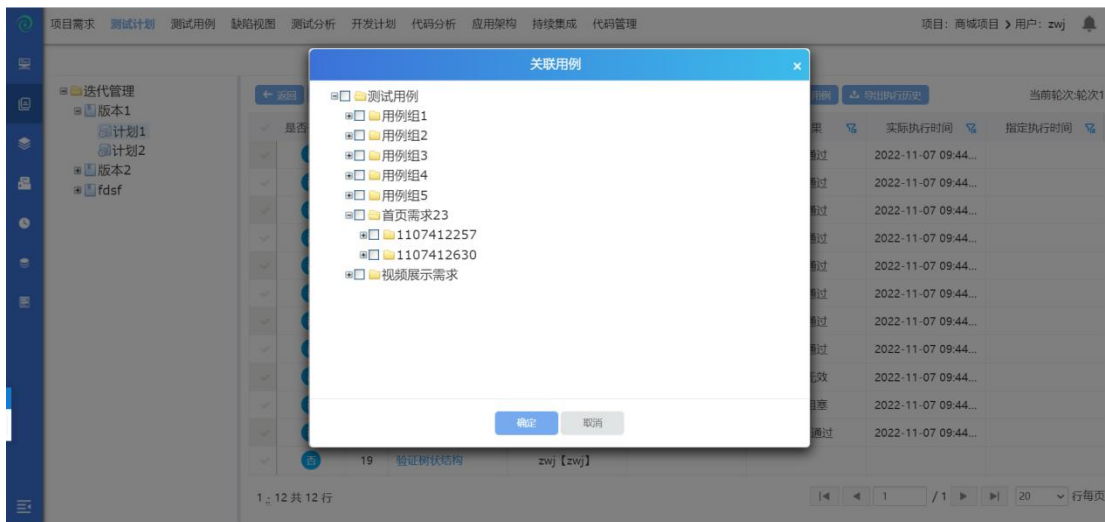 项目需求 测试计划 测试用例 缺陷视图 测试分析 开发计划 代码分析 应用架构 持续集成 代码管理 项目：商城项目 用户：zwj
关联用例 ×
迭代管理
版本1
计划1
计划2
版本2
fdsf
返回 用例 导出执行历史 当前轮次:轮次1
是否 果 实际执行时间 指定执行时间
测试用例
用例组1
用例组2
用例组3
用例组4
用例组5
首页需求23
1107412257
1107412630
视频展示需求
通过 2022-11-07 09:44...
通过 2022-11-07 09:44...
通过 2022-11-07 09:44...
通过 2022-11-07 09:44...
通过 2022-11-07 09:44...
通过 2022-11-07 09:44...
通过 2022-11-07 09:44...
通过 2022-11-07 09:44...
无效 2022-11-07 09:44...
阻塞 2022-11-07 09:44...
通过 2022-11-07 09:44...
确定 取消
否 19 验证树状结构 zwj【zwj】
1 - 12 共 12 行 1 / 1 20 行每页